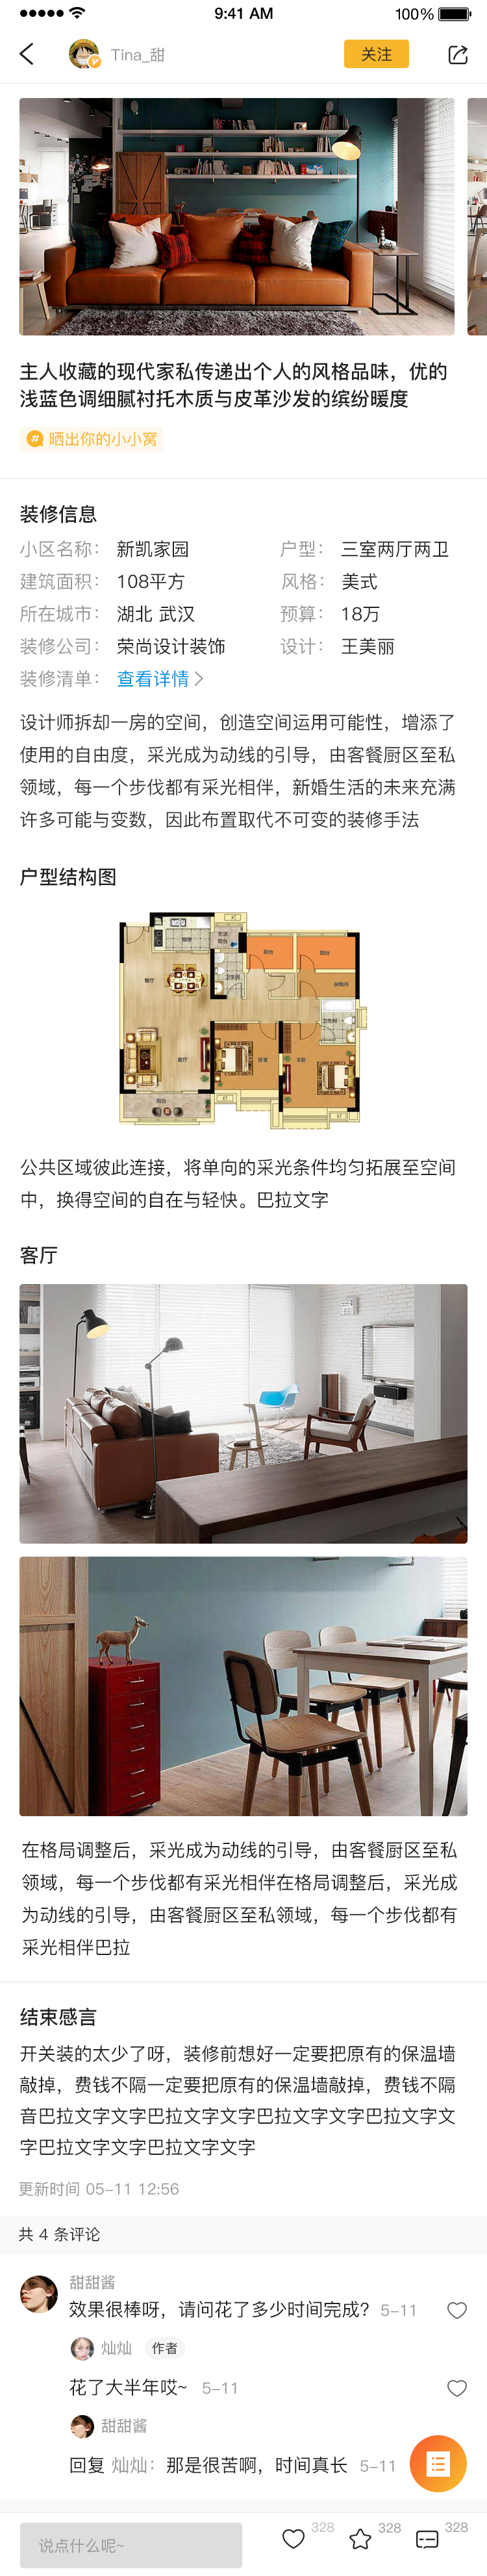 9:41 AM
100%
Tina_甜
关注
主人收藏的现代家私传递出个人的风格品味，优的
浅蓝色调细腻衬托木质与皮革沙发的缤纷暖度
# 晒出你的小小窝
装修信息
小区名称： 新凯家园 户型： 三室两厅两卫
建筑面积： 108平方 风格： 美式
所在城市： 湖北 武汉 预算： 18万
装修公司： 荣尚设计装饰 设计： 王美丽
装修清单： 查看详情
设计师拆却一房的空间，创造空间运用可能性，增添了
使用的自由度，采光成为动线的引导，由客餐厨区至私
领域，每一个步伐都有采光相伴，新婚生活的未来充满
许多可能与变数，因此布置取代不可变的装修手法
户型结构图
餐厅
客厅
阳台
卫生间
卧室
主卧
公共区域彼此连接，将单向的采光条件均匀拓展至空间
中，换得空间的自在与轻快。巴拉文字
客厅
在格局调整后，采光成为动线的引导，由客餐厨区至私
领域，每一个步伐都有采光相伴在格局调整后，采光成
为动线的引导，由客餐厨区至私领域，每一个步伐都有
采光相伴巴拉
结束感言
开关装的太少了呀，装修前想好一定要把原有的保温墙
敲掉，费钱不隔一定要把原有的保温墙敲掉，费钱不隔
音巴拉文字文字巴拉文字文字巴拉文字文字巴拉文字文
字巴拉文字文字巴拉文字文字
更新时间 05-11 12:56
共 4 条评论
甜甜酱
效果很棒呀，请问花了多少时间完成？ 5-11
灿灿 作者
花了大半年哎~ 5-11
甜甜酱
回复 灿灿： 那是很苦啊，时间真长 5-11
说点什么呢~
328
328
328